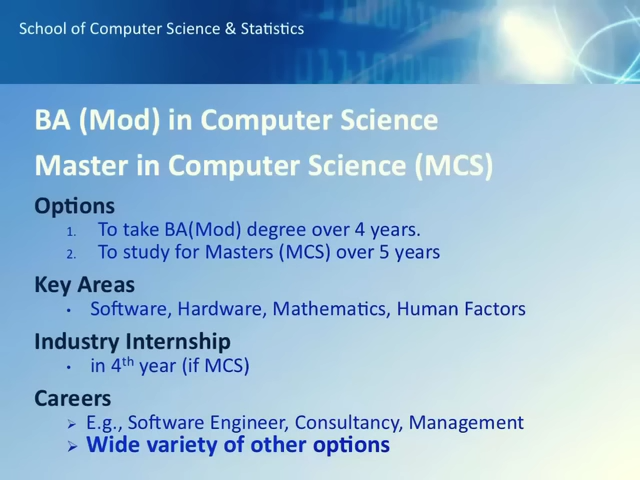 School of Computer Science & Statistics
BA (Mod) in Computer Science
Master in Computer Science (MCS)
Options
1. To take BA(Mod) degree over 4 years.
2. To study for Masters (MCS) over 5 years
Key Areas
• Software, Hardware, Mathematics, Human Factors
Industry Internship
• in 4th year (if MCS)
Careers
➢ E.g., Software Engineer, Consultancy, Management
➢ Wide variety of other options